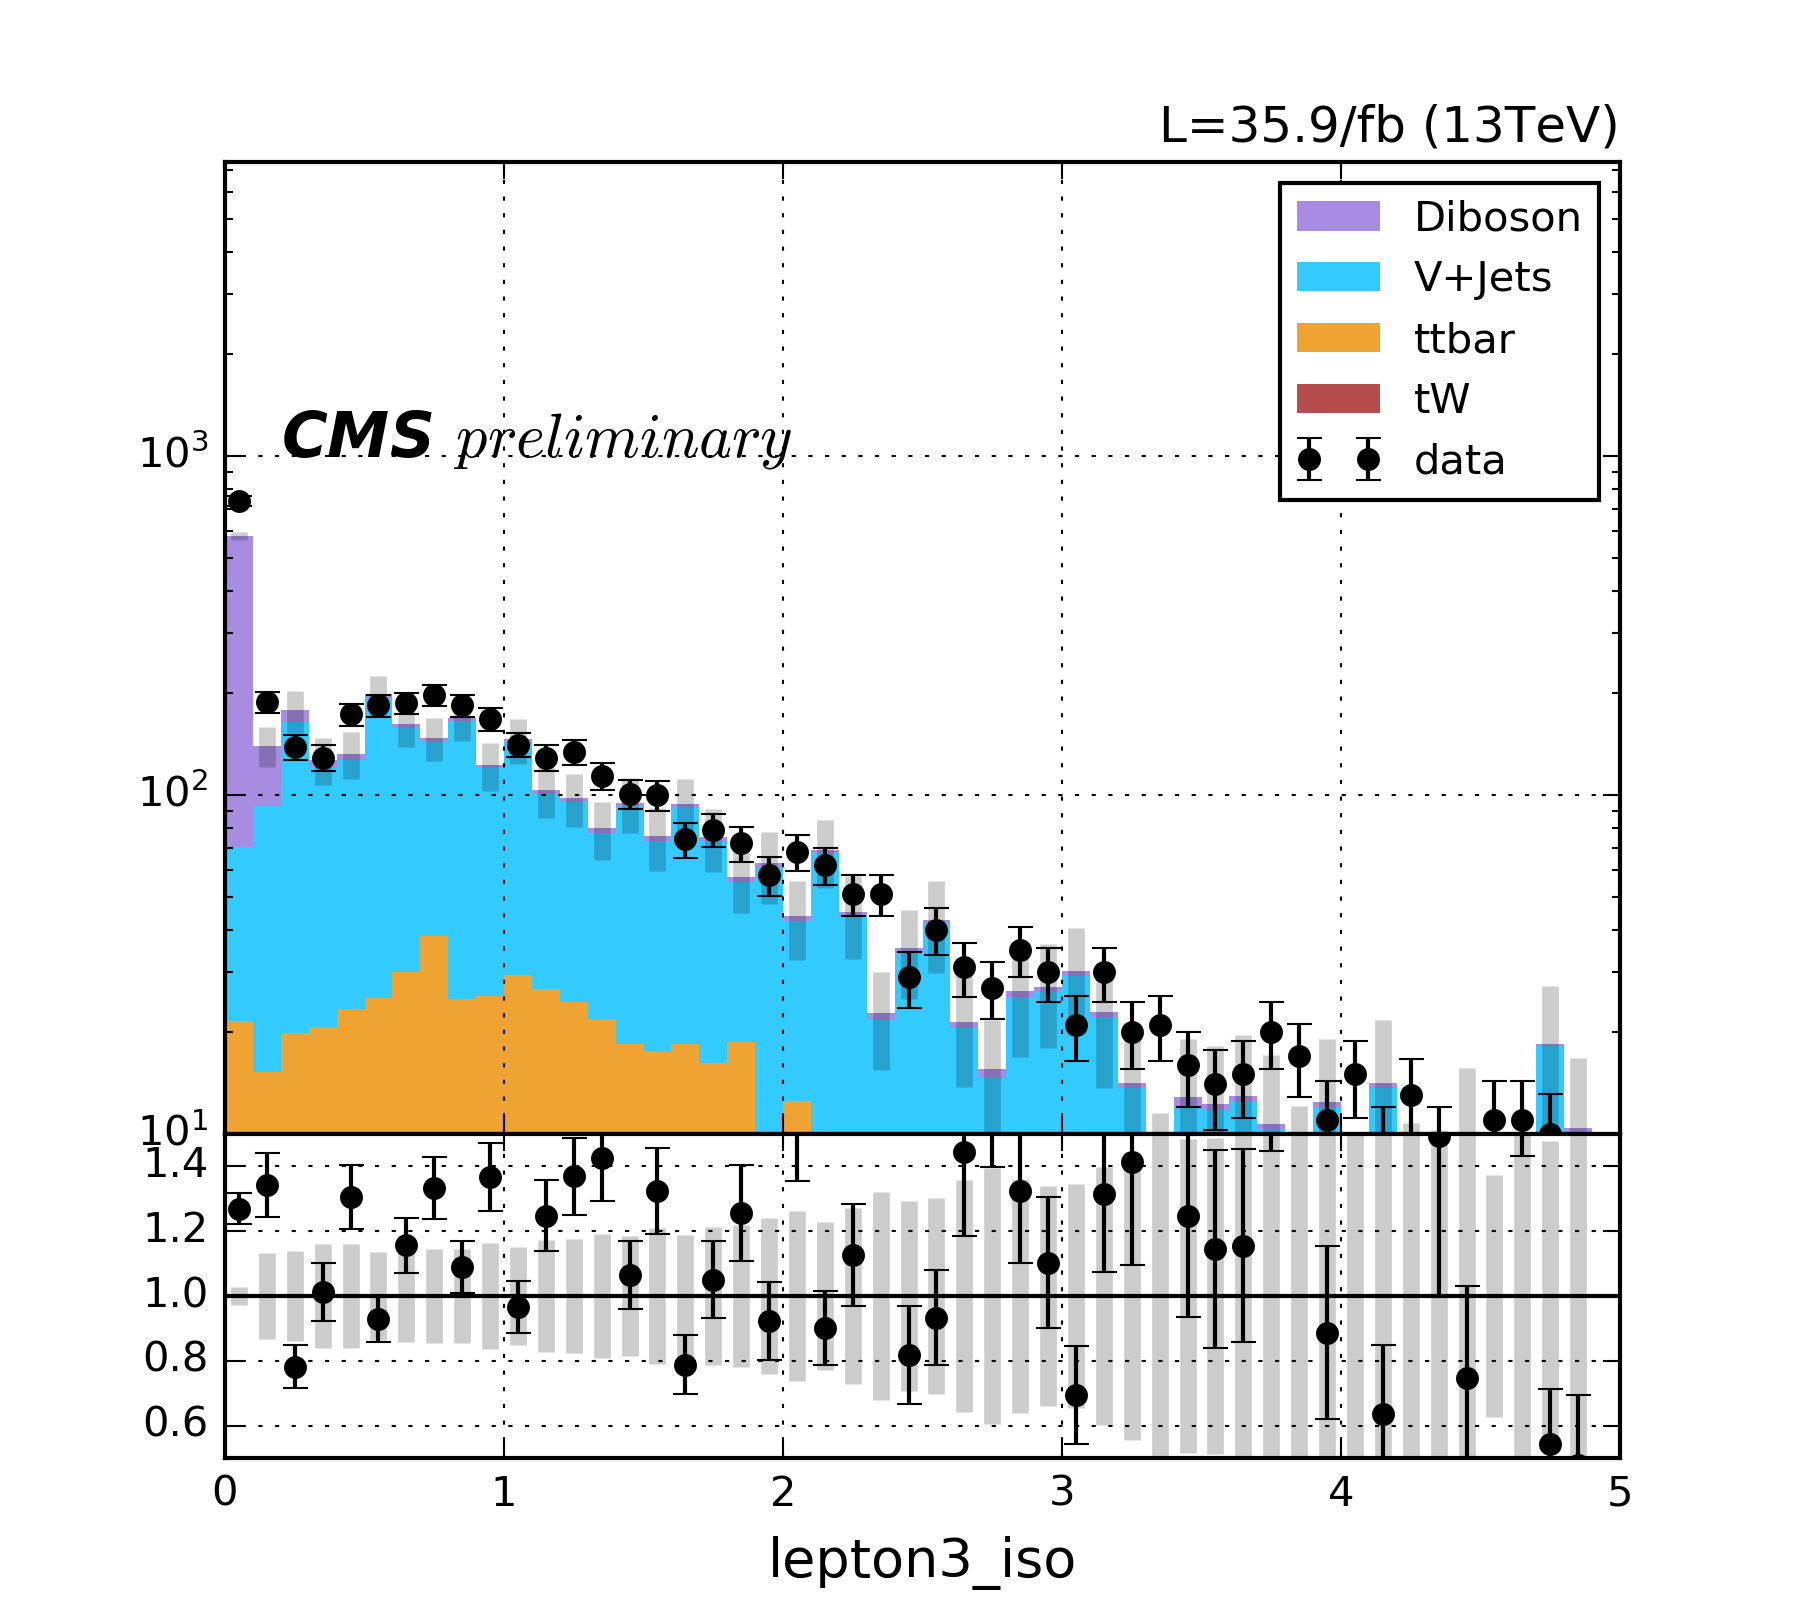 L=35.9/fb (13TeV)
Diboson
V+Jets
ttbar
tW
data
CMS preliminary
10³
10²
10¹
1.4
1.2
1.0
0.8
0.6
0 1 2 3 4 5
lepton3_iso